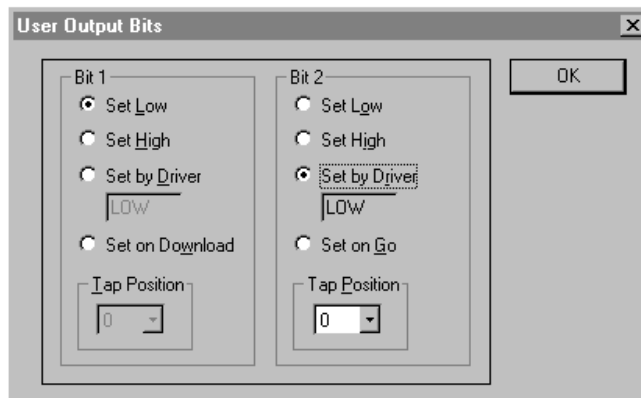 User Output Bits
OK
Bit 1
Set Low
Set High
Set by Driver
LOW
Set on Download
Tap Position
0
Bit 2
Set Low
Set High
Set by Driver
LOW
Set on Go
Tap Position
0